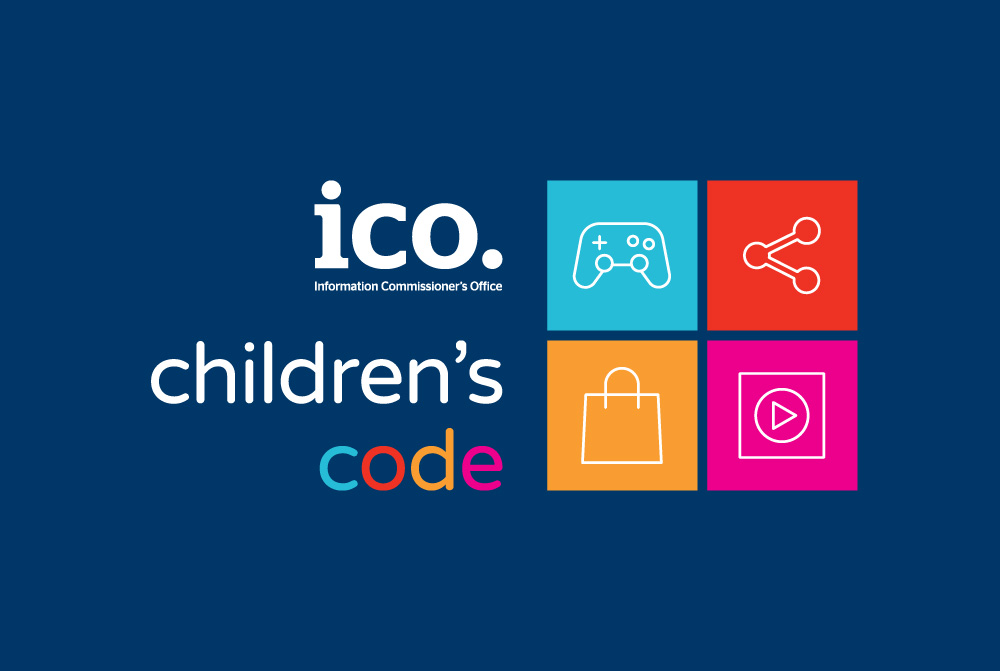 ico.
Information Commissioner's Office
children’s
code